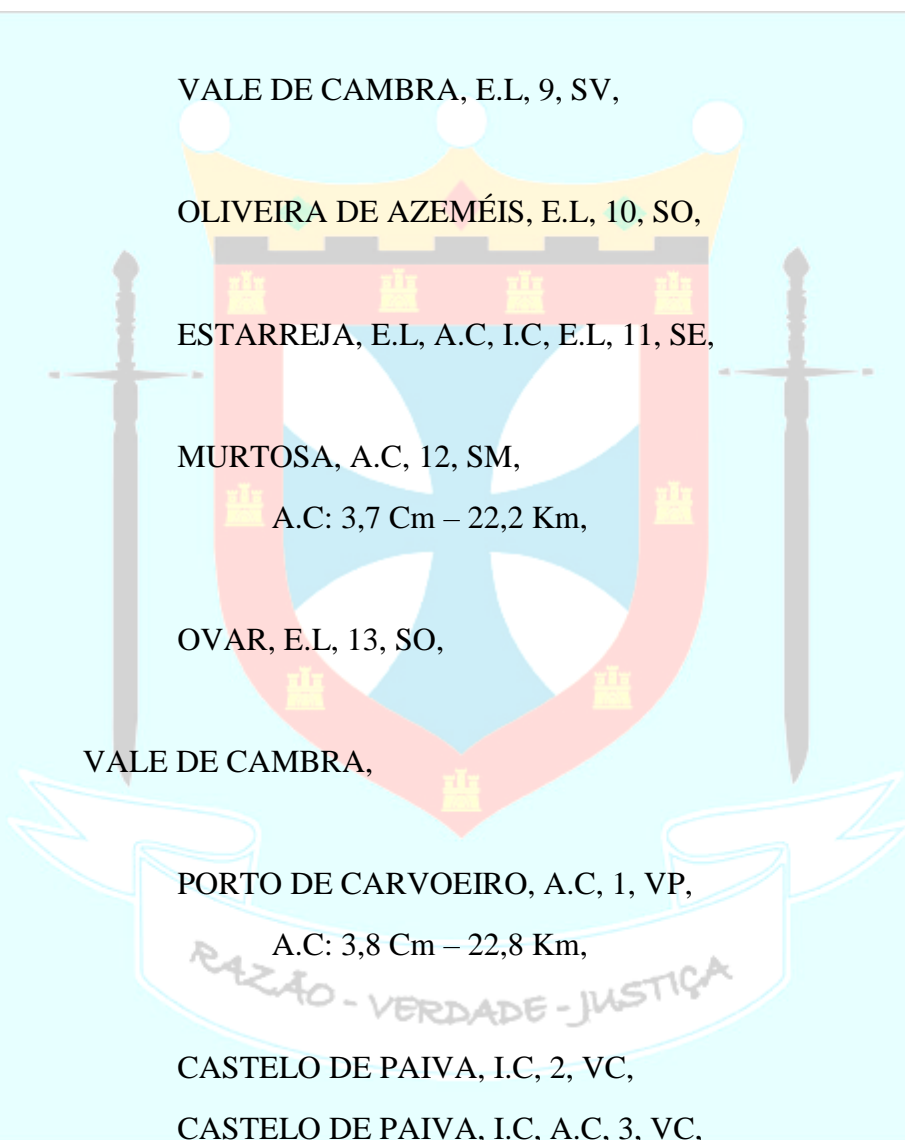 VALE DE CAMBRA, E.L, 9, SV,
OLIVEIRA DE AZEMÉIS, E.L, 10, SO,
ESTARREJA, E.L, A.C, I.C, E.L, 11, SE,
MURTOSA, A.C, 12, SM,
A.C: 3,7 Cm – 22,2 Km,
OVAR, E.L, 13, SO,
VALE DE CAMBRA,
PORTO DE CARVOEIRO, A.C, 1, VP,
A.C: 3,8 Cm – 22,8 Km,
RAZÃO - VERDADE - JUSTIÇA
CASTELO DE PAIVA, I.C, 2, VC,
CASTELO DE PAIVA, I.C, A.C, 3, VC,